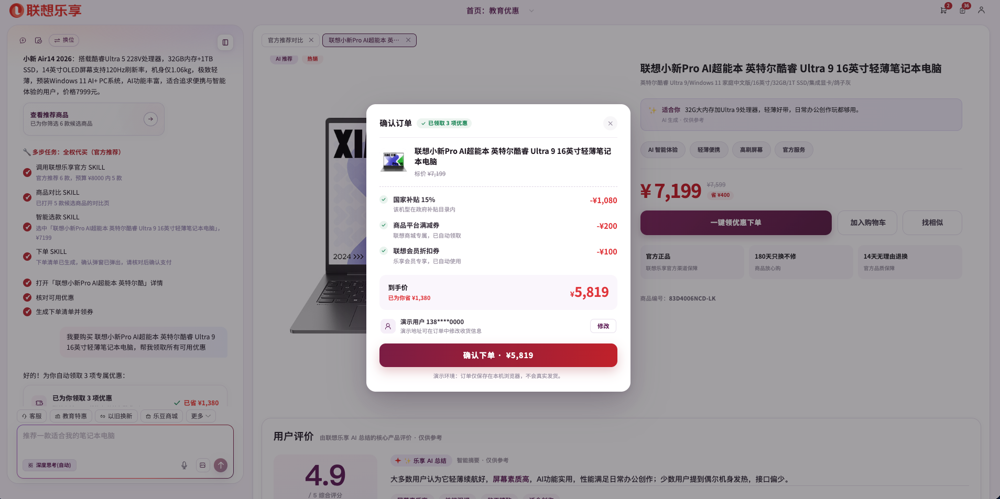 联想乐享
首页：教育优惠
2
36
换位
小新 Air14 2026：搭载酷睿Ultra 5 228V处理器，32GB内存+1TB
SSD，14英寸OLED屏幕支持120Hz刷新率，机身仅1.06kg，极致轻
薄，预装Windows 11 AI+ PC系统，AI功能丰富，适合追求便携与智能
体验的用户，价格7999元。
查看推荐商品
已为你筛选 6 款候选商品
多步任务：全权代买（官方推荐）
调用联想乐享官方 SKILL
官方推荐 6 款，预算 ¥8000 内 5 款
商品对比 SKILL
已打开 5 款候选商品的对比页
智能选款 SKILL
选中「联想小新Pro AI超能本 英特尔酷睿 Ultra 9 16英寸轻薄笔记本电脑」，
¥7199
下单 SKILL
下单清单已生成，确认弹窗已弹出，请核对后确认支付
打开「联想小新Pro AI超能本 英特尔酷」详情
核对可用优惠
生成下单清单并领券
我要购买 联想小新Pro AI超能本 英特尔酷睿 Ultra 9
16英寸轻薄笔记本电脑，帮我领取所有可用优惠
好的！为你自动领取 3 项专属优惠：
已为你领取 3 项优惠
已省 ¥1,380
客服
教育特惠
以旧换新
乐豆商城
更多
推荐一款适合我的笔记本电脑
深度思考(自动)
官方推荐对比
联想小新Pro AI超能本 英…
AI 推荐
热销
2024
联想小新Pro AI超能本 英特尔酷睿 Ultra 9 16英寸轻薄笔记本电脑
英特尔酷睿 Ultra 9/Windows 11 家庭中文版/16英寸/32GB/1T SSD/集成显卡/鸽子灰
适合你 32G大内存加Ultra 9处理器，轻薄好带，日常办公创作玩都够用。
AI 生成 · 仅供参考
AI 智能体验
轻薄便携
高刷屏幕
官方服务
¥ 7,199
¥7,599
省 ¥400
一键领优惠下单
加入购物车
找相似
官方正品
联想乐享官方渠道保障
180天只换不修
商品放心购
14天无理由退换
官方品质保障
商品编号：83D4006NCD-LK
确认订单
已领取 3 项优惠
XIAO XIN
Pro 16
联想小新Pro AI超能本 英特尔酷睿 Ultra 9 16英寸轻薄笔记
本电脑
标价 ¥7,199
国家补贴 15%
-¥1,080
该机型在政府补贴目录内
商品平台满减券
-¥200
联想商城专属，已自动领取
联想会员折扣券
-¥100
乐享会员专享，已自动使用
到手价
已为你省 ¥1,380
¥5,819
演示用户 138****0000
演示地址可在订单中修改收货信息
修改
确认下单 · ¥5,819
演示环境：订单仅保存在本机浏览器，不会真实发货。
用户评价
由联想乐享 AI 总结的核心产品评价 · 仅供参考
4.9
/ 5 综合评分
乐享 AI 总结
智能摘要 · 仅供参考
大多数用户认为它轻薄续航好，屏幕素质高，AI功能实用，性能满足日常办公创作；少数用户提到偶尔机身发热，接口偏少。